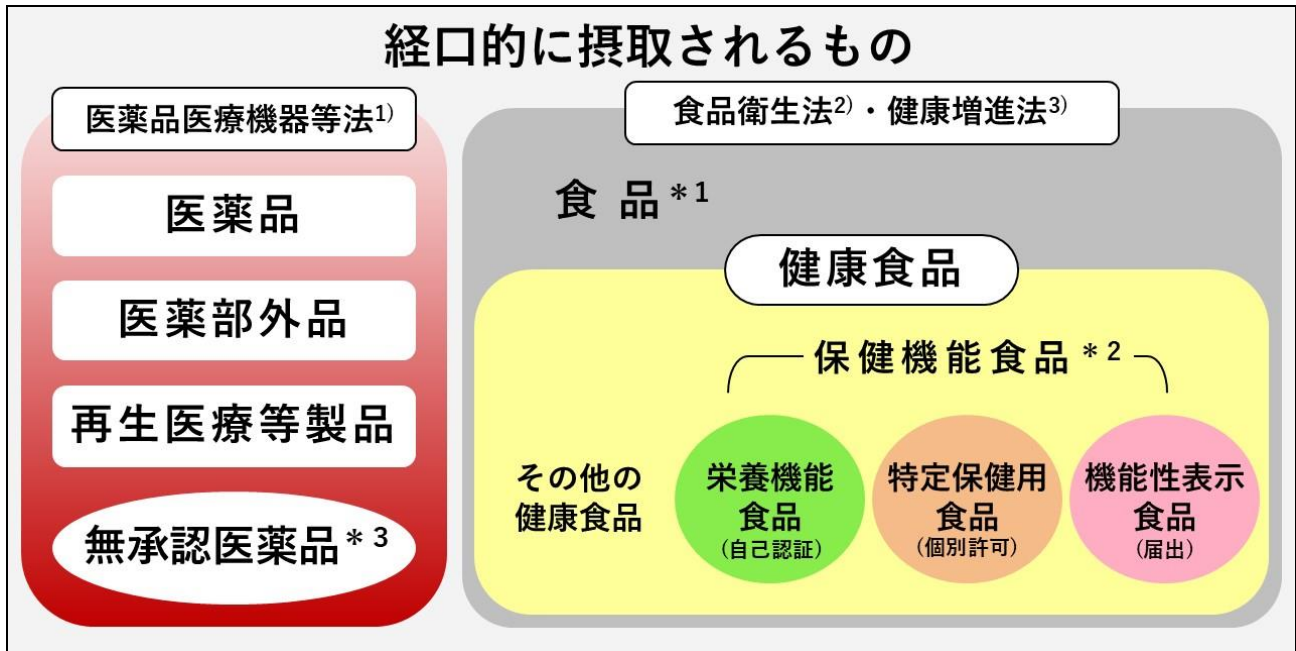 経口的に摂取されるもの
医薬品医療機器等法1)
医薬品
医薬部外品
再生医療等製品
無承認医薬品*3
食品衛生法2)・健康増進法3)
食 品*1
健康食品
保健機能食品*2
その他の
健康食品
栄養機能
食品
(自己認証)
特定保健用
食品
(個別許可)
機能性表示
食品
(届出)